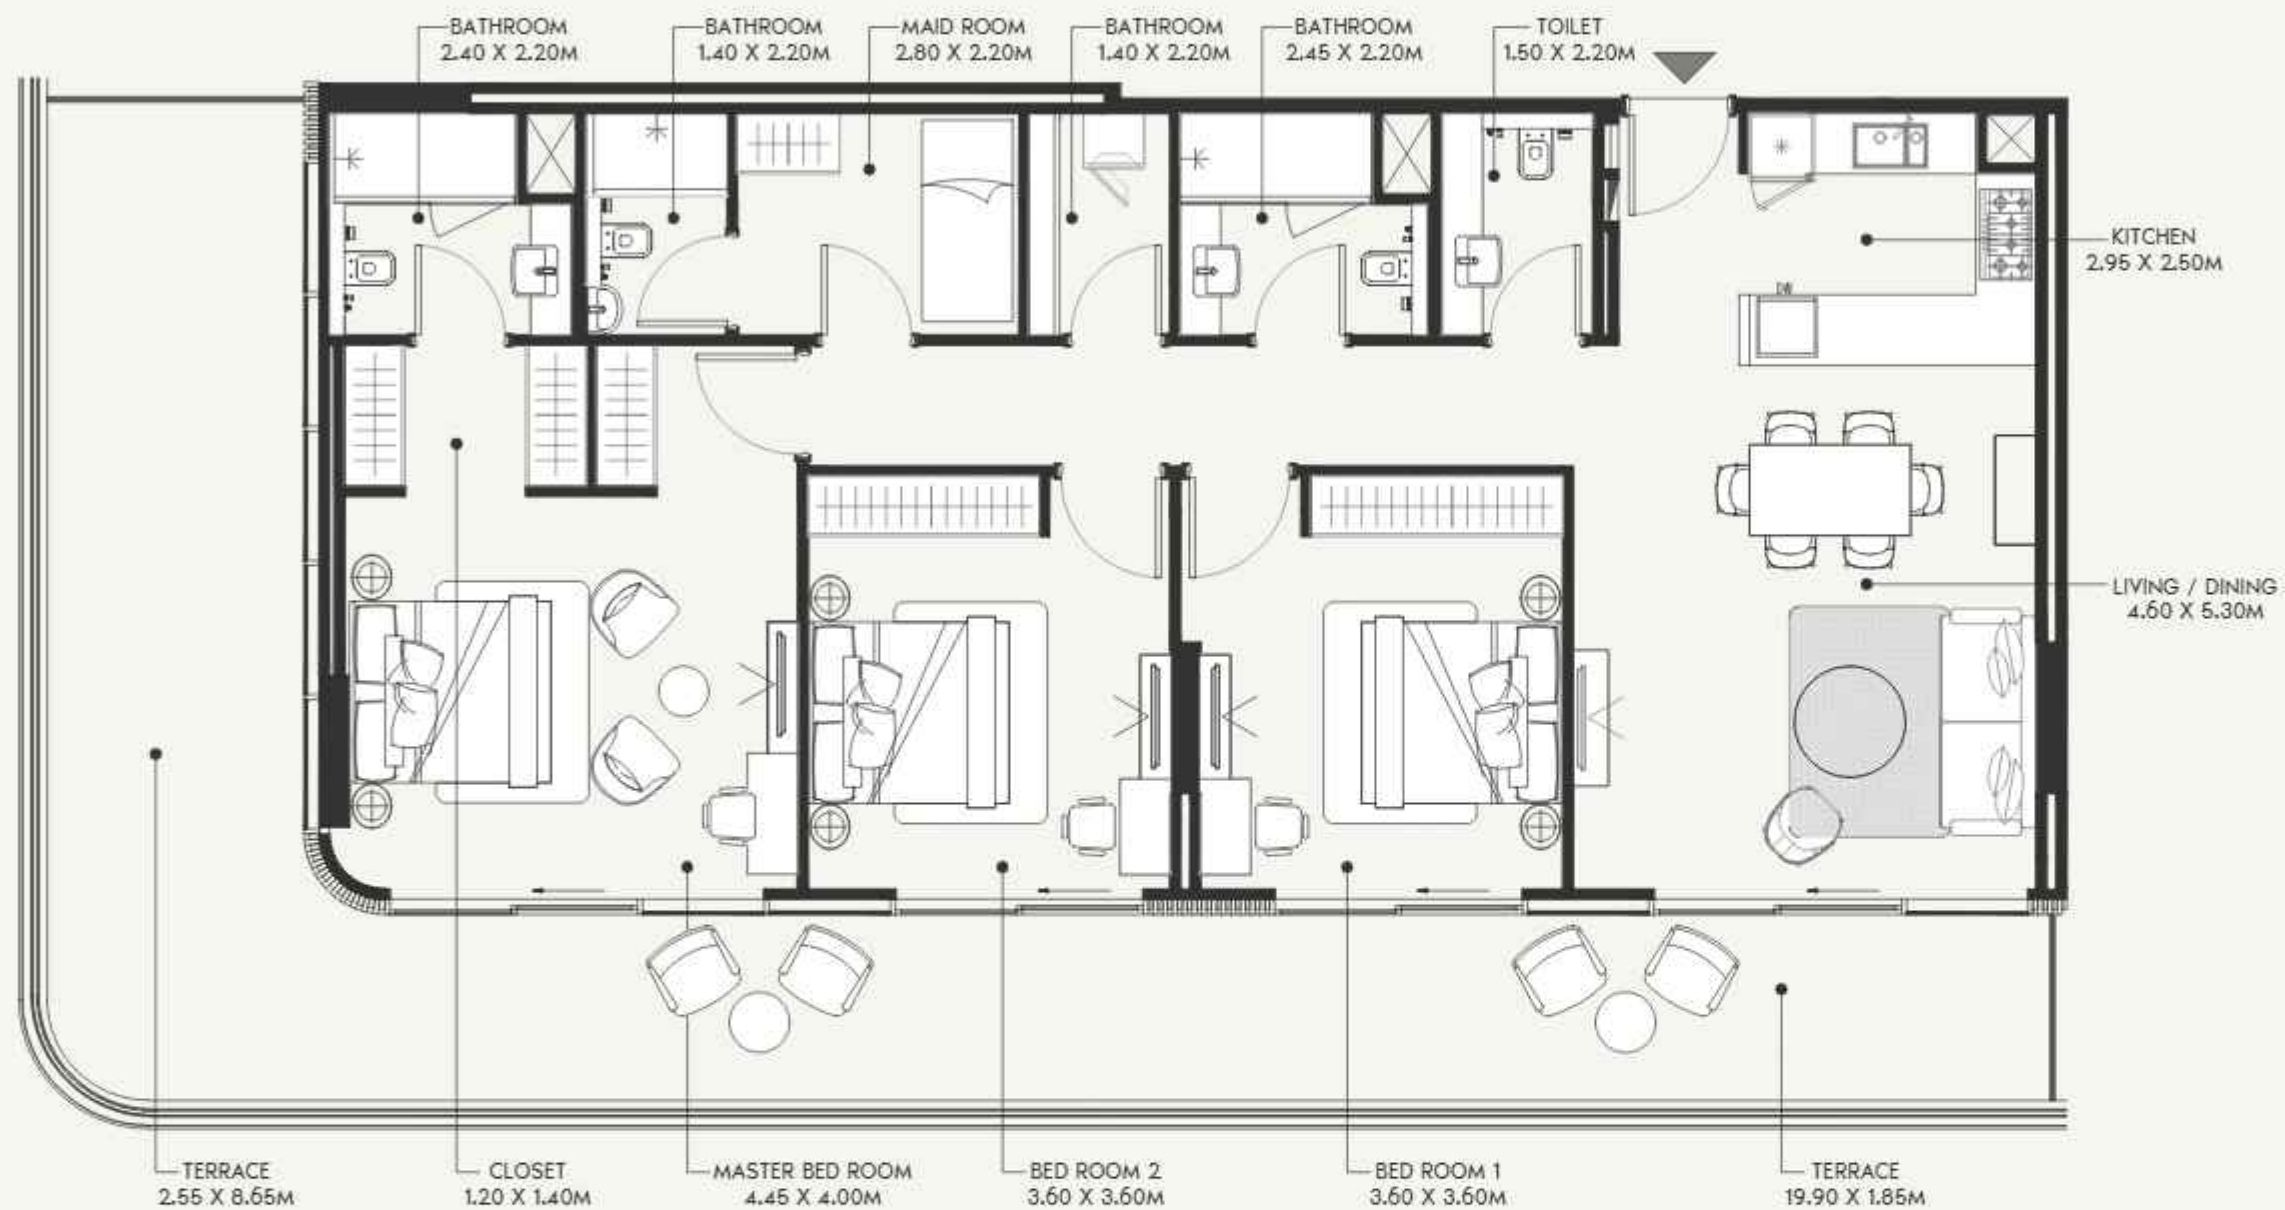 BATHROOM
2.40 X 2.20M
BATHROOM
1.40 X 2.20M
MAID ROOM
2.80 X 2.20M
BATHROOM
1.40 X 2.20M
BATHROOM
2.45 X 2.20M
TOILET
1.50 X 2.20M
KITCHEN
2.95 X 2.50M
DW
LIVING / DINING
4.60 X 5.30M
TERRACE
2.55 X 8.65M
CLOSET
1.20 X 1.40M
MASTER BED ROOM
4.45 X 4.00M
BED ROOM 2
3.60 X 3.60M
BED ROOM 1
3.60 X 3.60M
TERRACE
19.90 X 1.85M